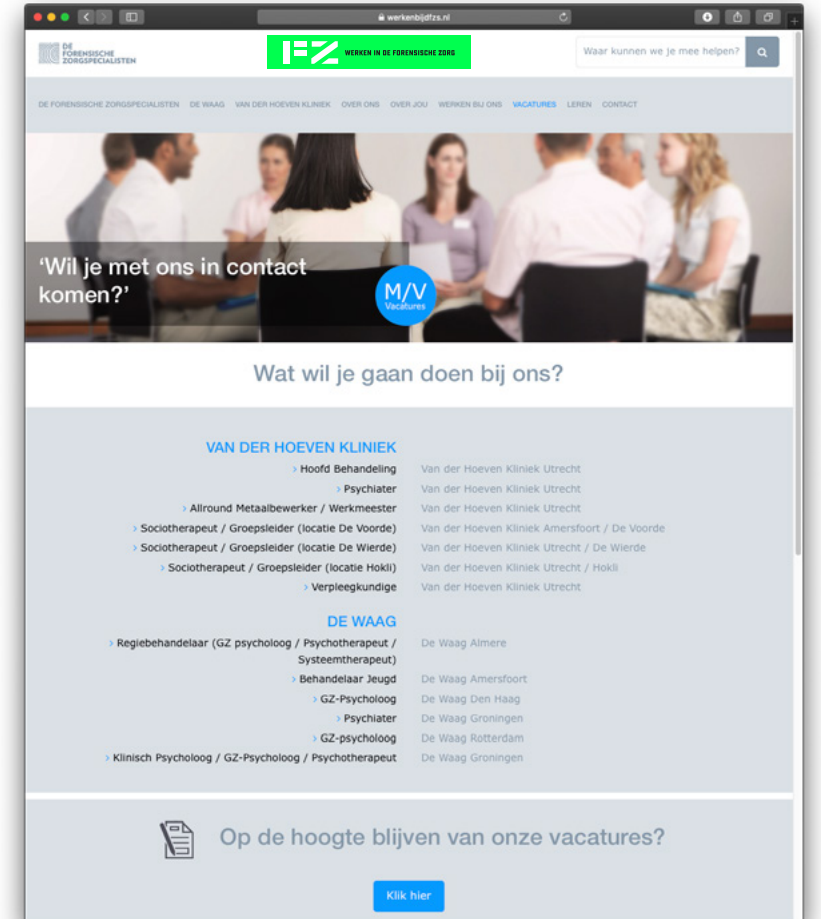 werkenbijdfzs.nl
DE
FORENSISCHE
ZORGSPECIALISTEN
FZ WERKEN IN DE FORENSISCHE ZORG
Waar kunnen we je mee helpen?
DE FORENSISCHE ZORGSPECIALISTEN DE WAAG VAN DER HOEVEN KLINIEK OVER ONS OVER JOU WERKEN BIJ ONS VACATURES LEREN CONTACT
'Wil je met ons in contact
komen?'
M/V
Vacatures
Wat wil je gaan doen bij ons?
VAN DER HOEVEN KLINIEK
› Hoofd Behandeling Van der Hoeven Kliniek Utrecht
› Psychiater Van der Hoeven Kliniek Utrecht
› Allround Metaalbewerker / Werkmeester Van der Hoeven Kliniek Utrecht
› Sociotherapeut / Groepsleider (locatie De Voorde) Van der Hoeven Kliniek Amersfoort / De Voorde
› Sociotherapeut / Groepsleider (locatie De Wierde) Van der Hoeven Kliniek Utrecht / De Wierde
› Sociotherapeut / Groepsleider (locatie Hokli) Van der Hoeven Kliniek Utrecht / Hokli
› Verpleegkundige Van der Hoeven Kliniek Utrecht
DE WAAG
› Regiebehandelaar (GZ psycholoog / Psychotherapeut / De Waag Almere
Systeemtherapeut)
› Behandelaar Jeugd De Waag Amersfoort
› GZ-Psycholoog De Waag Den Haag
› Psychiater De Waag Groningen
› GZ-psycholoog De Waag Rotterdam
› Klinisch Psycholoog / GZ-Psycholoog / Psychotherapeut De Waag Groningen
Op de hoogte blijven van onze vacatures?
Klik hier